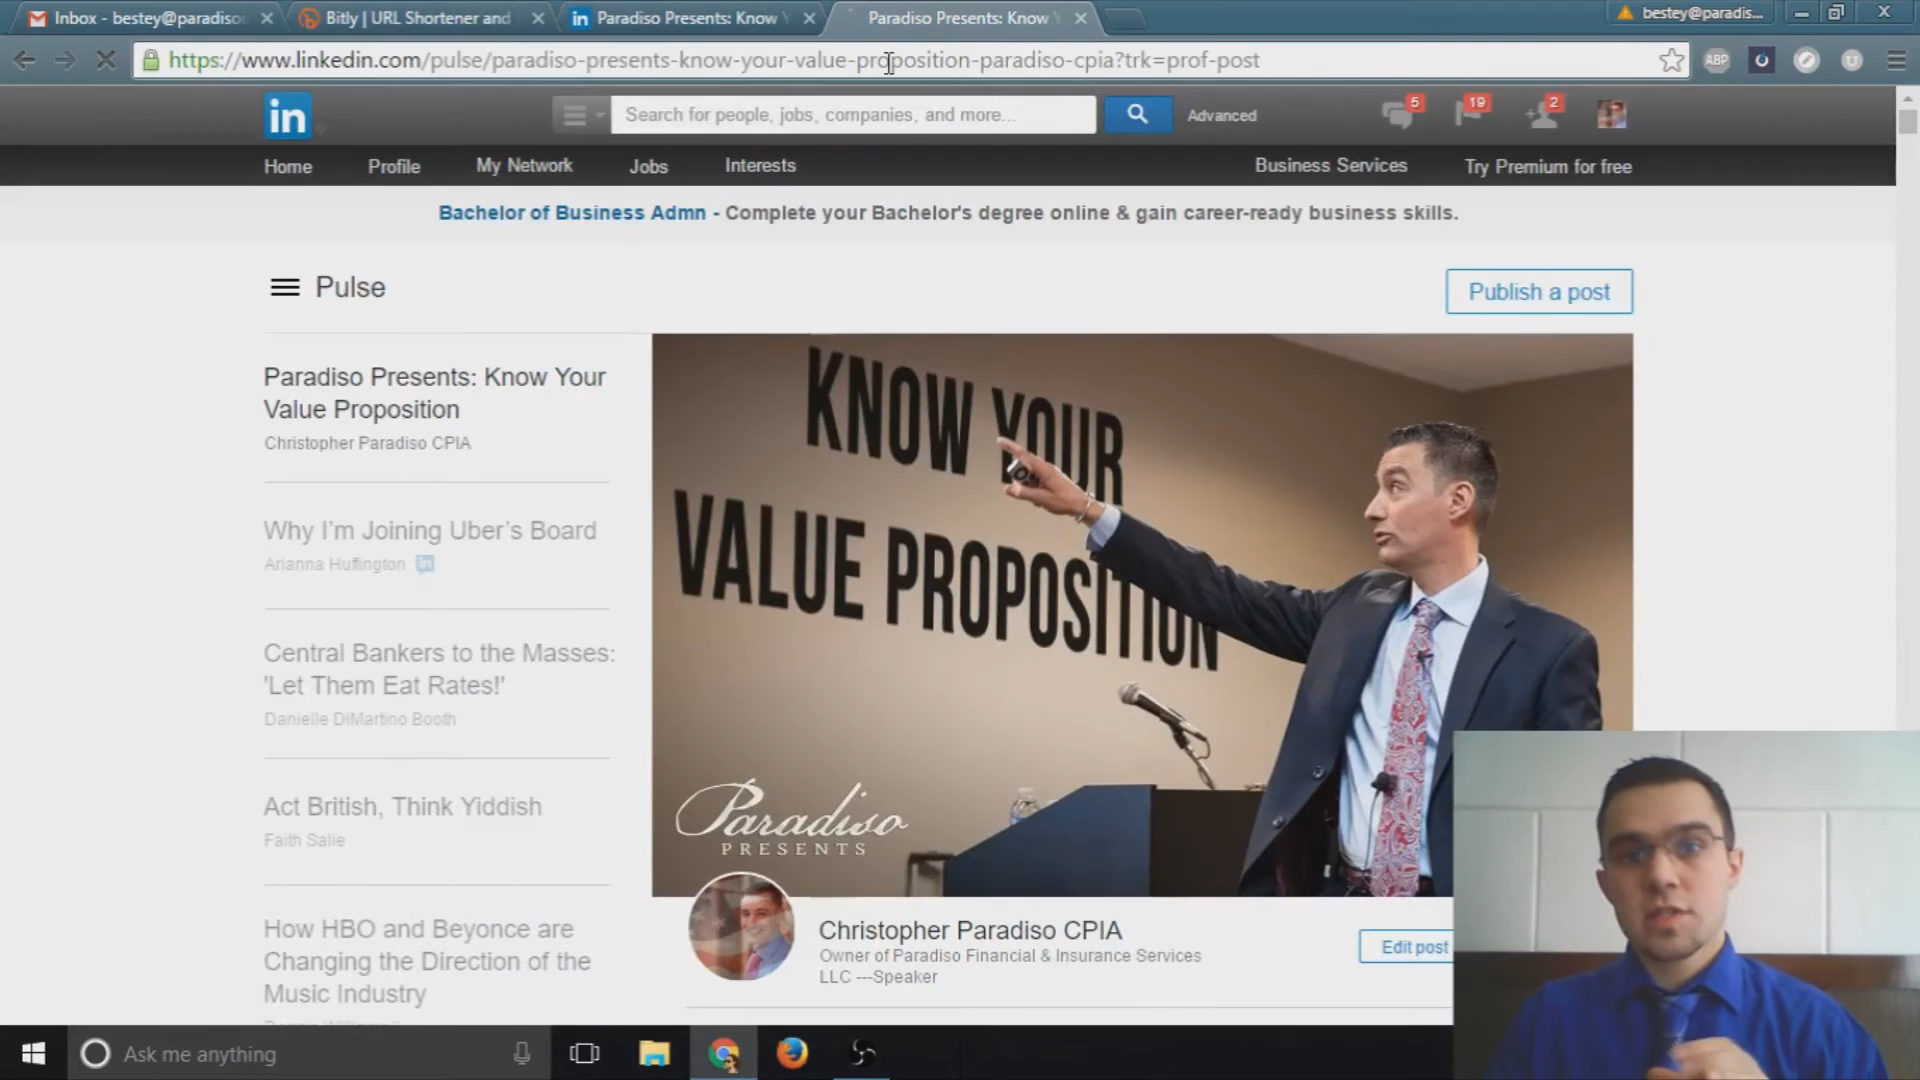 Inbox - bestey@paradiso
Bitly | URL Shortener and
Paradiso Presents: Know Y
Paradiso Presents: Know Y
bestey@paradis...
https://www.linkedin.com/pulse/paradiso-presents-know-your-value-proposition-paradiso-cpia?trk=prof-post
ABP
in
Search for people, jobs, companies, and more...
Advanced
5
19
2
Home
Profile
My Network
Jobs
Interests
Business Services
Try Premium for free
Bachelor of Business Admn - Complete your Bachelor's degree online & gain career-ready business skills.
Pulse
Publish a post
Paradiso Presents: Know Your
Value Proposition
Christopher Paradiso CPIA
Why I'm Joining Uber's Board
Arianna Huffington
Central Bankers to the Masses:
'Let Them Eat Rates!'
Danielle DiMartino Booth
Act British, Think Yiddish
Faith Salie
How HBO and Beyonce are
Changing the Direction of the
Music Industry
KNOW YOUR
VALUE PROPOSITION
Paradiso
PRESENTS
Christopher Paradiso CPIA
Owner of Paradiso Financial & Insurance Services
LLC ---Speaker
Edit post
Ask me anything